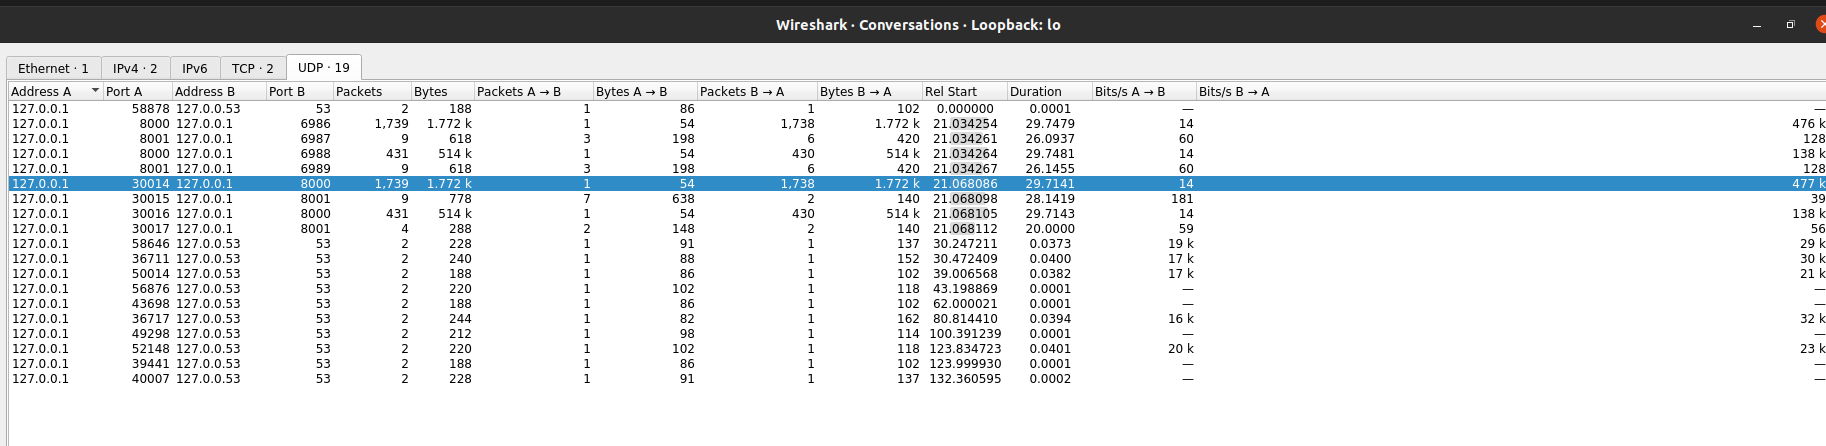 Wireshark · Conversations · Loopback: lo
Ethernet · 1 IPv4 · 2 IPv6 TCP · 2 UDP · 19
Address A Port A Address B Port B Packets Bytes Packets A → B Bytes A → B Packets B → A Bytes B → A Rel Start Duration Bits/s A → B Bits/s B → A
127.0.0.1 58878 127.0.0.53 53 2 188 1 86 1 102 0.000000 0.0001 — —
127.0.0.1 8000 127.0.0.1 6986 1,739 1.772 k 1 54 1,738 1.772 k 21.034254 29.7479 14 476 k
127.0.0.1 8001 127.0.0.1 6987 9 618 3 198 6 420 21.034261 26.0937 60 128
127.0.0.1 8000 127.0.0.1 6988 431 514 k 1 54 430 514 k 21.034264 29.7481 14 138 k
127.0.0.1 8001 127.0.0.1 6989 9 618 3 198 6 420 21.034267 26.1455 60 128
127.0.0.1 30014 127.0.0.1 8000 1,739 1.772 k 1 54 1,738 1.772 k 21.068086 29.7141 14 477 k
127.0.0.1 30015 127.0.0.1 8001 9 778 7 638 2 140 21.068098 28.1419 181 39
127.0.0.1 30016 127.0.0.1 8000 431 514 k 1 54 430 514 k 21.068105 29.7143 14 138 k
127.0.0.1 30017 127.0.0.1 8001 4 288 2 148 2 140 21.068112 20.0000 59 56
127.0.0.1 58646 127.0.0.53 53 2 228 1 91 1 137 30.247211 0.0373 19 k 29 k
127.0.0.1 36711 127.0.0.53 53 2 240 1 88 1 152 30.472409 0.0400 17 k 30 k
127.0.0.1 50014 127.0.0.53 53 2 188 1 86 1 102 39.006568 0.0382 17 k 21 k
127.0.0.1 56876 127.0.0.53 53 2 220 1 102 1 118 43.198869 0.0001 — —
127.0.0.1 43698 127.0.0.53 53 2 188 1 86 1 102 62.000021 0.0001 — —
127.0.0.1 36717 127.0.0.53 53 2 244 1 82 1 162 80.814410 0.0394 16 k 32 k
127.0.0.1 49298 127.0.0.53 53 2 212 1 98 1 114 100.391239 0.0001 — —
127.0.0.1 52148 127.0.0.53 53 2 220 1 102 1 118 123.834723 0.0401 20 k 23 k
127.0.0.1 39441 127.0.0.53 53 2 188 1 86 1 102 123.999930 0.0001 — —
127.0.0.1 40007 127.0.0.53 53 2 228 1 91 1 137 132.360595 0.0002 — —